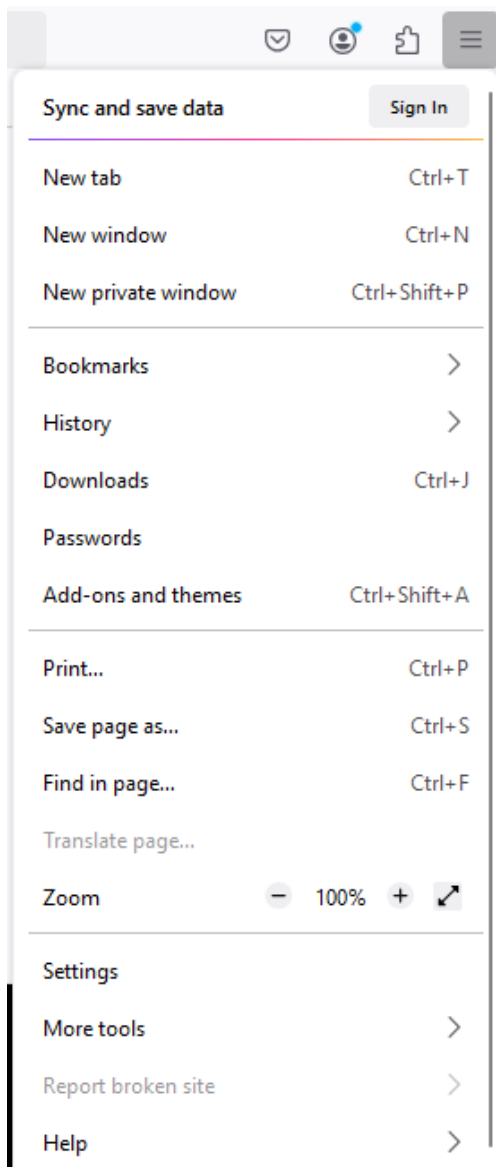 Sync and save data Sign In
New tab Ctrl+T
New window Ctrl+N
New private window Ctrl+Shift+P
Bookmarks
History
Downloads Ctrl+J
Passwords
Add-ons and themes Ctrl+Shift+A
Print... Ctrl+P
Save page as... Ctrl+S
Find in page... Ctrl+F
Translate page...
Zoom − 100% +
Settings
More tools
Report broken site
Help